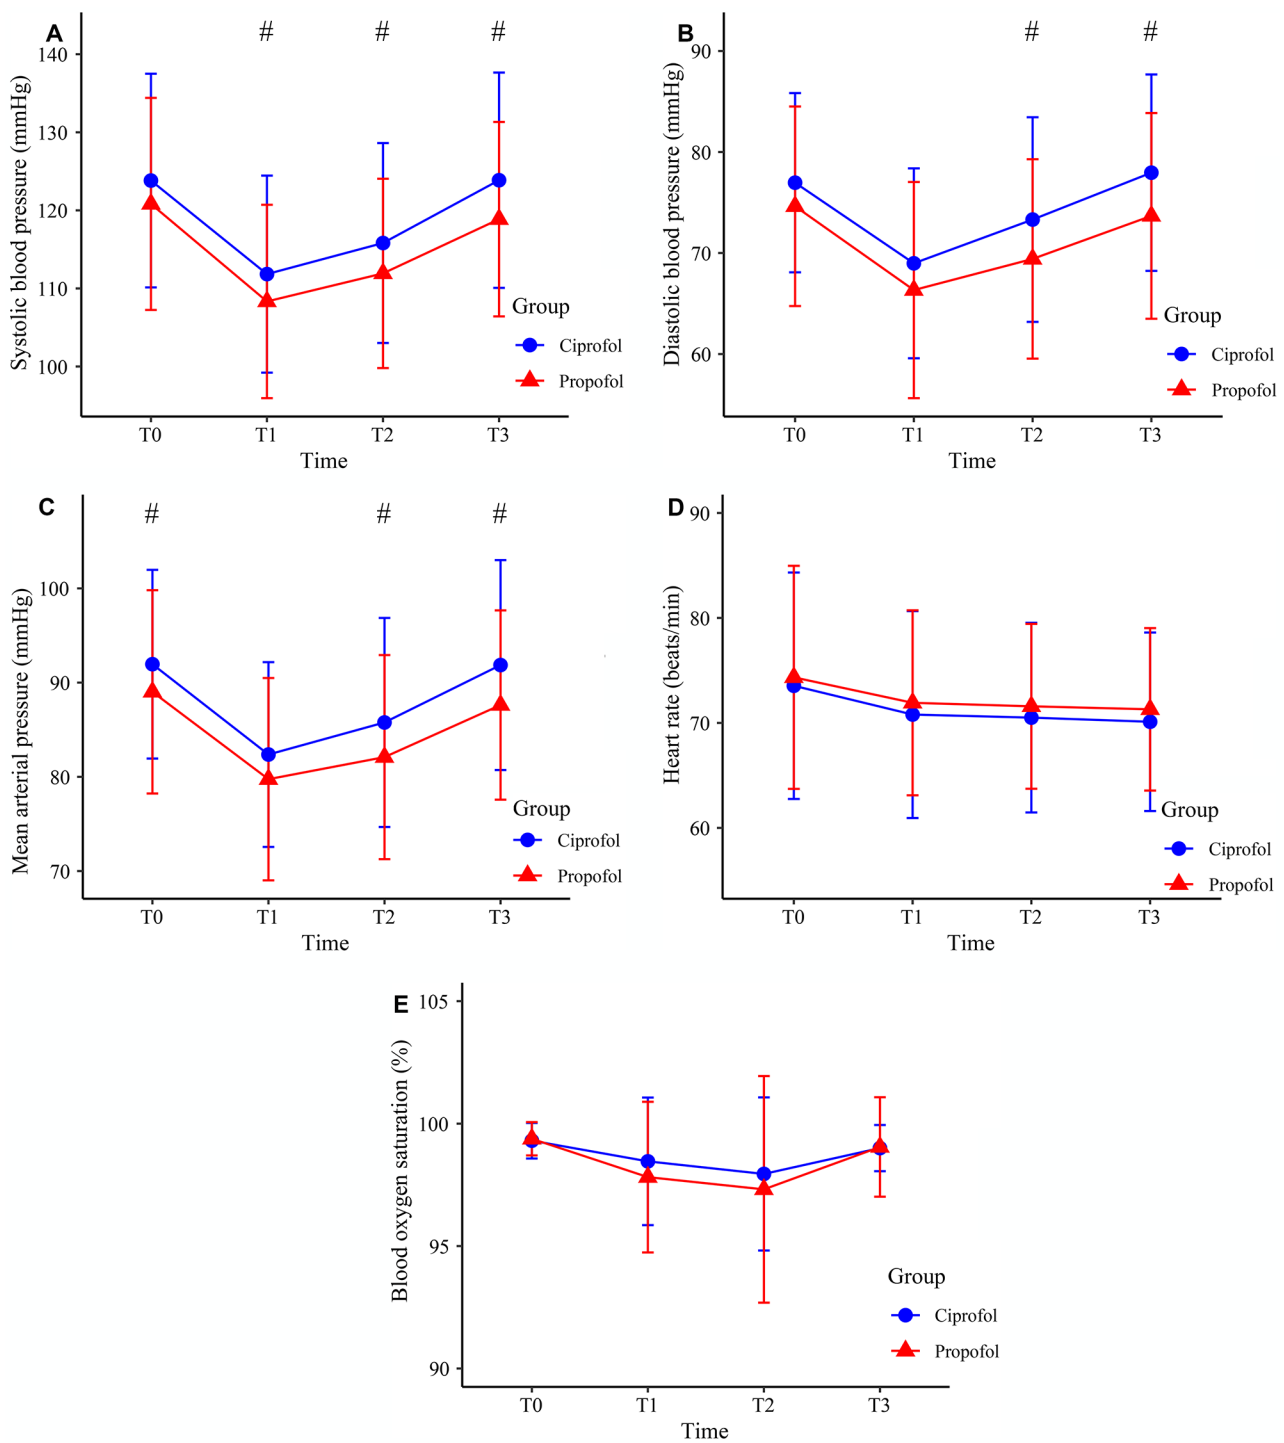 A
# # #
Systolic blood pressure (mmHg)
140
130
120
110
100
Group
Ciprofol
Propofol
T0 T1 T2 T3
Time
B
# #
Diastolic blood pressure (mmHg)
90
80
70
60
Group
Ciprofol
Propofol
T0 T1 T2 T3
Time
C
# # #
Mean arterial pressure (mmHg)
100
90
80
70
Group
Ciprofol
Propofol
T0 T1 T2 T3
Time
D
Heart rate (beats/min)
90
80
70
60
Group
Ciprofol
Propofol
T0 T1 T2 T3
Time
E
Blood oxygen saturation (%)
105
100
95
90
Group
Ciprofol
Propofol
T0 T1 T2 T3
Time